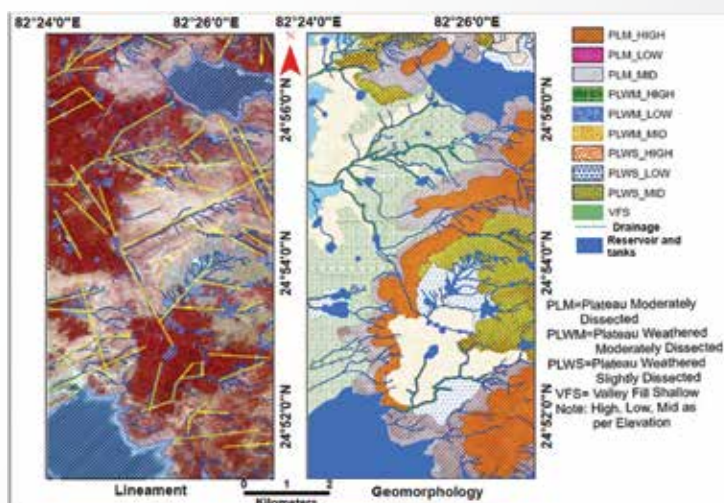 82°24'0"E 82°26'0"E 82°26'0"E
24°56'0"N
24°54'0"N
24°52'0"N
24°56'0"N
24°54'0"N
24°52'0"N
PLM_HIGH
PLM_LOW
PLM_MID
PLWM_HIGH
PLWM_LOW
PLWM_MID
PLWS_HIGH
PLWS_LOW
PLWS_MID
VFS
Drainage
Reservoir and
tanks
PLM=Plateau Moderately
Dissected
PLWM=Plateau Weathered
Moderately Dissected
PLWS=Plateau Weathered
Slightly Dissected
VFS= Valley Fill Shallow
Note: High, Low, Mid as
per Elevation
0 1 2
Lineament Kilometers Geomorphology